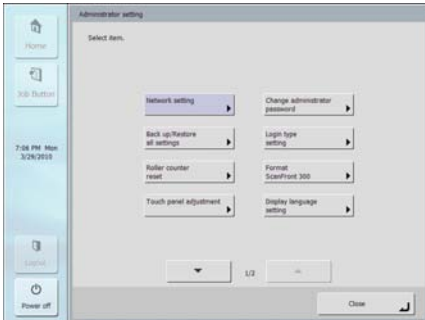 Administrator setting
Home
Select item.
Job Button
Network setting
Change administrator
password
Back up/Restore
all settings
Login type
setting
7:06 PM Mon
3/29/2010
Roller counter
reset
Format
ScanFront 300
Touch panel adjustment
Display language
setting
Logout
1/2
Power off
Close